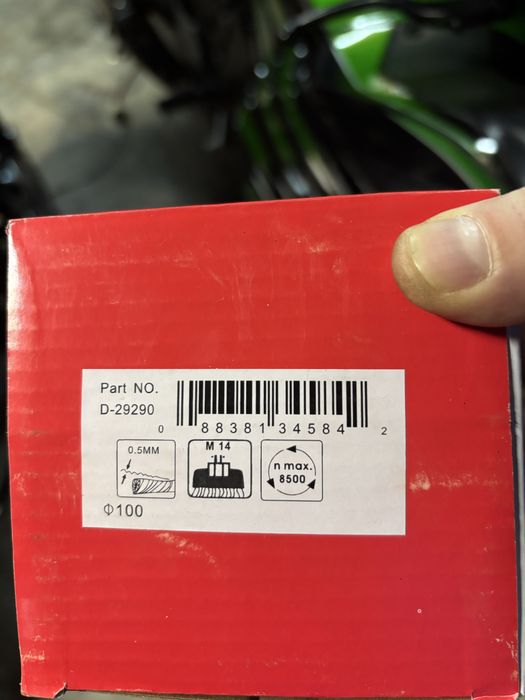 Part NO.
D-29290
0 88381 34584 2
0.5MM
M 14
n max.
8500
Φ100